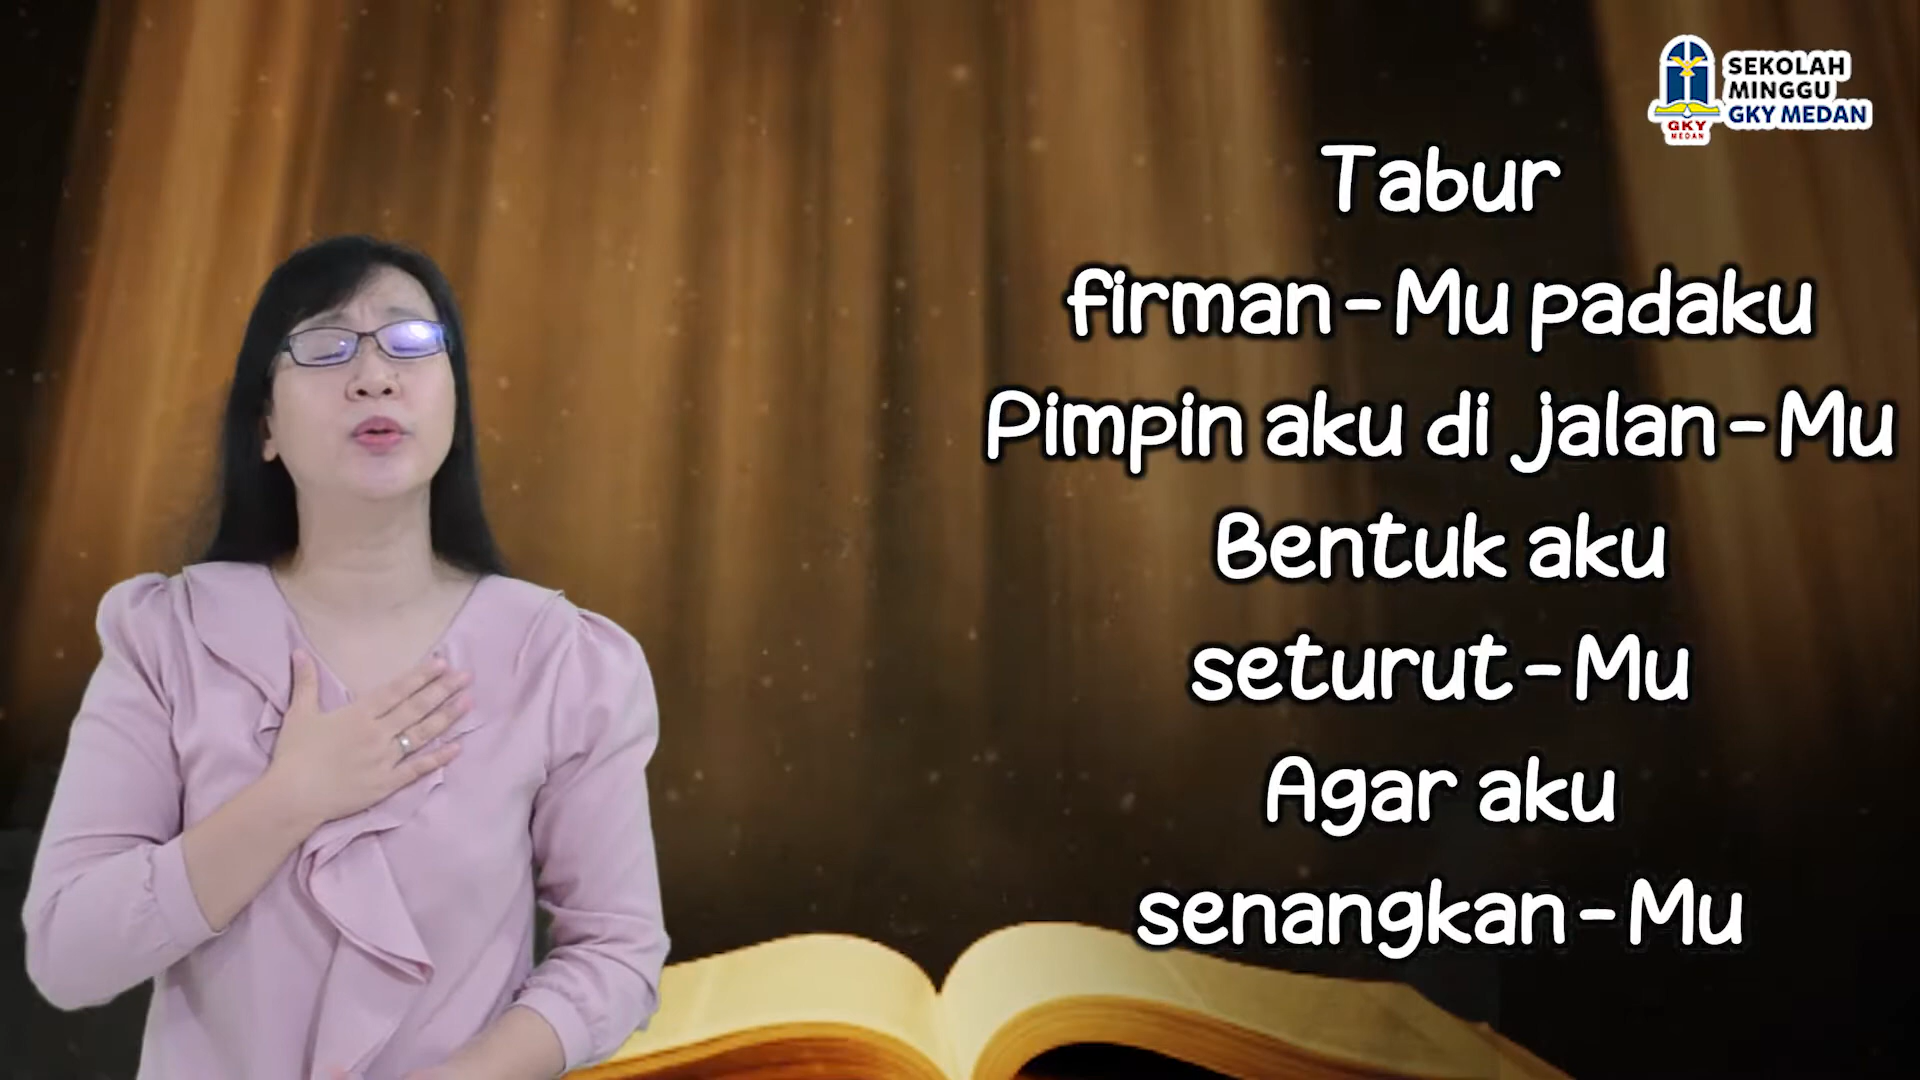 SEKOLAH
MINGGU
GKY MEDAN
GKY
MEDAN
Tabur
firman-Mu padaku
Pimpin aku di jalan-Mu
Bentuk aku
seturut-Mu
Agar aku
senangkan-Mu